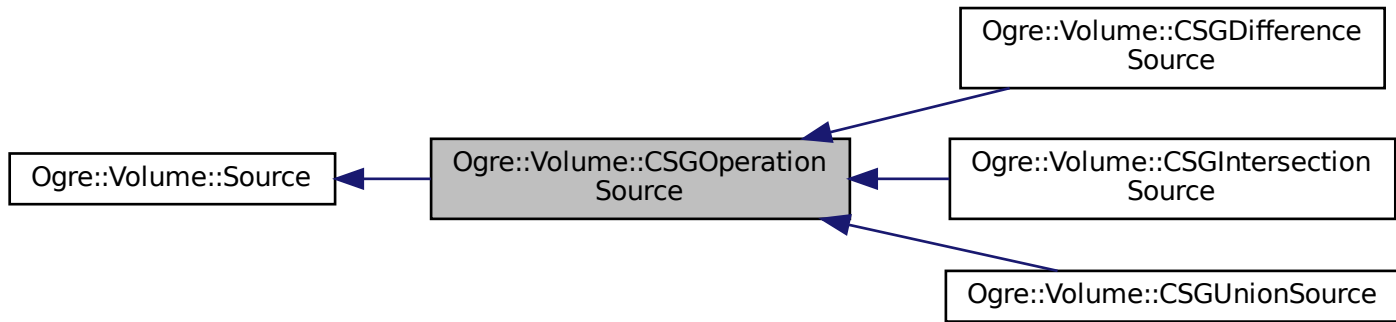 Ogre::Volume::Source
Ogre::Volume::CSGOperation
Source
Ogre::Volume::CSGDifference
Source
Ogre::Volume::CSGIntersection
Source
Ogre::Volume::CSGUnionSource